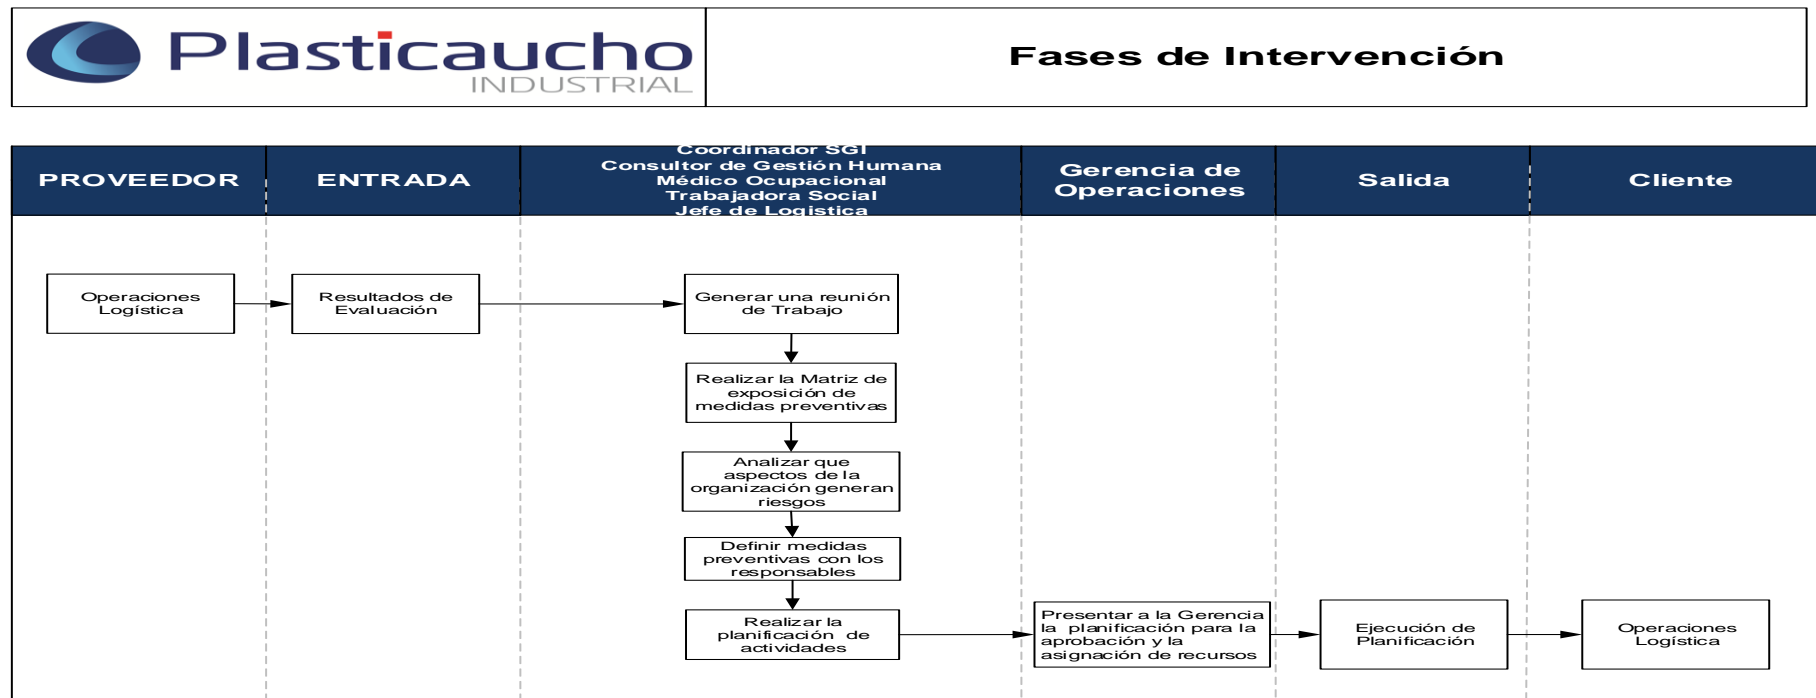 Plasticaucho
INDUSTRIAL
Fases de Intervención
PROVEEDOR
ENTRADA
Coordinador SGI
Consultor de Gestión Humana
Médico Ocupacional
Trabajadora Social
Jefe de Logistica
Gerencia de
Operaciones
Salida
Cliente
Operaciones
Logística
Resultados de
Evaluación
Generar una reunión
de Trabajo
Realizar la Matriz de
exposición de
medidas preventivas
Analizar que
aspectos de la
organización generan
riesgos
Definir medidas
preventivas con los
responsables
Realizar la
planificación de
actividades
Presentar a la Gerencia
la planificación para la
aprobación y la
asignación de recursos
Ejecución de
Planificación
Operaciones
Logística